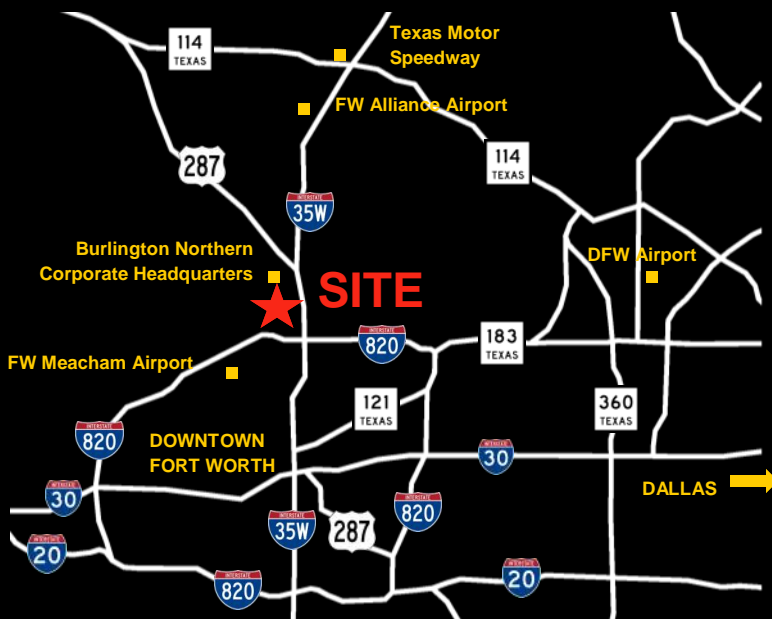 Texas Motor
Speedway
114
TEXAS
FW Alliance Airport
287
114
TEXAS
INTERSTATE
35W
Burlington Northern
Corporate Headquarters
DFW Airport
SITE
INTERSTATE
820
183
TEXAS
FW Meacham Airport
121
TEXAS
360
TEXAS
INTERSTATE
820
DOWNTOWN
FORT WORTH
INTERSTATE
30
DALLAS
INTERSTATE
30
INTERSTATE
820
INTERSTATE
35W
287
INTERSTATE
20
INTERSTATE
820
INTERSTATE
20